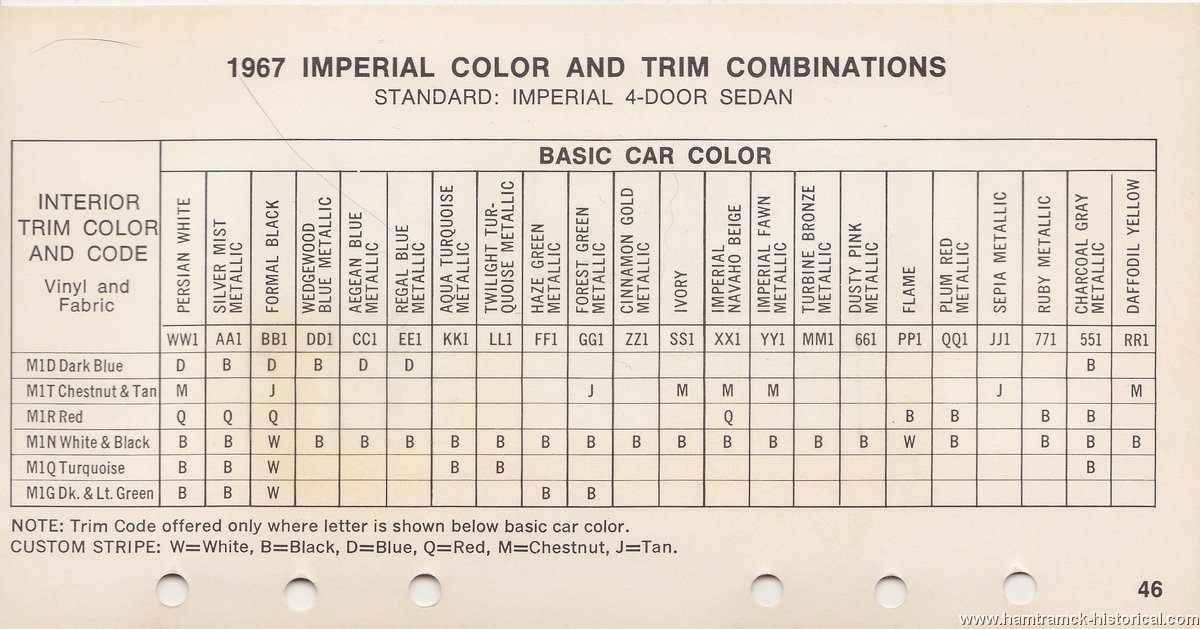 1967 IMPERIAL COLOR AND TRIM COMBINATIONS
STANDARD: IMPERIAL 4-DOOR SEDAN
INTERIOR
TRIM COLOR
AND CODE
Vinyl and
Fabric
BASIC CAR COLOR
PERSIAN WHITE
SILVER MIST
METALLIC
FORMAL BLACK
WEDGEWOOD
BLUE METALLIC
AEGEAN BLUE
METALLIC
REGAL BLUE
METALLIC
AQUA TURQUOISE
METALLIC
TWILIGHT TUR-
QUOISE METALLIC
HAZE GREEN
METALLIC
FOREST GREEN
METALLIC
CINNAMON GOLD
METALLIC
IVORY
IMPERIAL
NAVAHO BEIGE
IMPERIAL FAWN
METALLIC
TURBINE BRONZE
METALLIC
DUSTY PINK
METALLIC
FLAME
PLUM RED
METALLIC
SEPIA METALLIC
RUBY METALLIC
CHARCOAL GRAY
METALLIC
DAFFODIL YELLOW
WW1 AA1 BB1 DD1 CC1 EE1 KK1 LL1 FF1 GG1 ZZ1 SS1 XX1 YY1 MM1 661 PP1 QQ1 JJ1 771 551 RR1
M1D Dark Blue D B D B D D B
M1T Chestnut & Tan M J J M M M J M
M1R Red Q Q Q Q B B B B
M1N White & Black B B W B B B B B B B B B B B B B W B B B B
M1Q Turquoise B B W B B B
M1G Dk. & Lt. Green B B W B B
NOTE: Trim Code offered only where letter is shown below basic car color.
CUSTOM STRIPE: W=White, B=Black, D=Blue, Q=Red, M=Chestnut, J=Tan.
46
www.hamtramck-historical.com